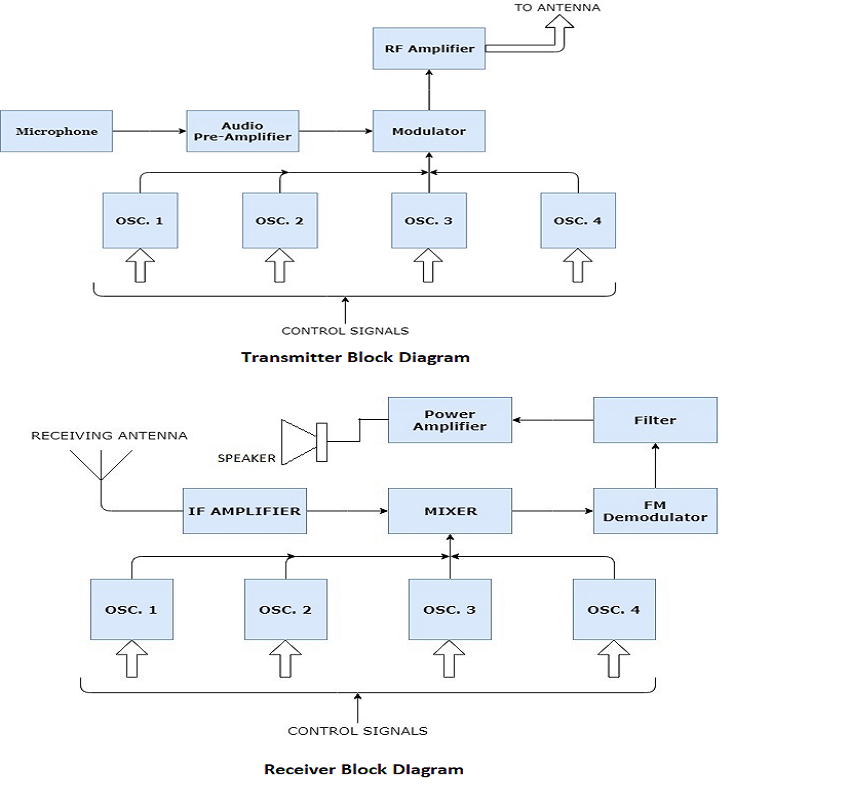 TO ANTENNA
RF Amplifier
Microphone
Audio
Pre-Amplifier
Modulator
OSC. 1
OSC. 2
OSC. 3
OSC. 4
CONTROL SIGNALS
Transmitter Block Diagram
Power
Amplifier
Filter
RECEIVING ANTENNA
SPEAKER
IF AMPLIFIER
MIXER
FM
Demodulator
OSC. 1
OSC. 2
OSC. 3
OSC. 4
CONTROL SIGNALS
Receiver Block DIagram